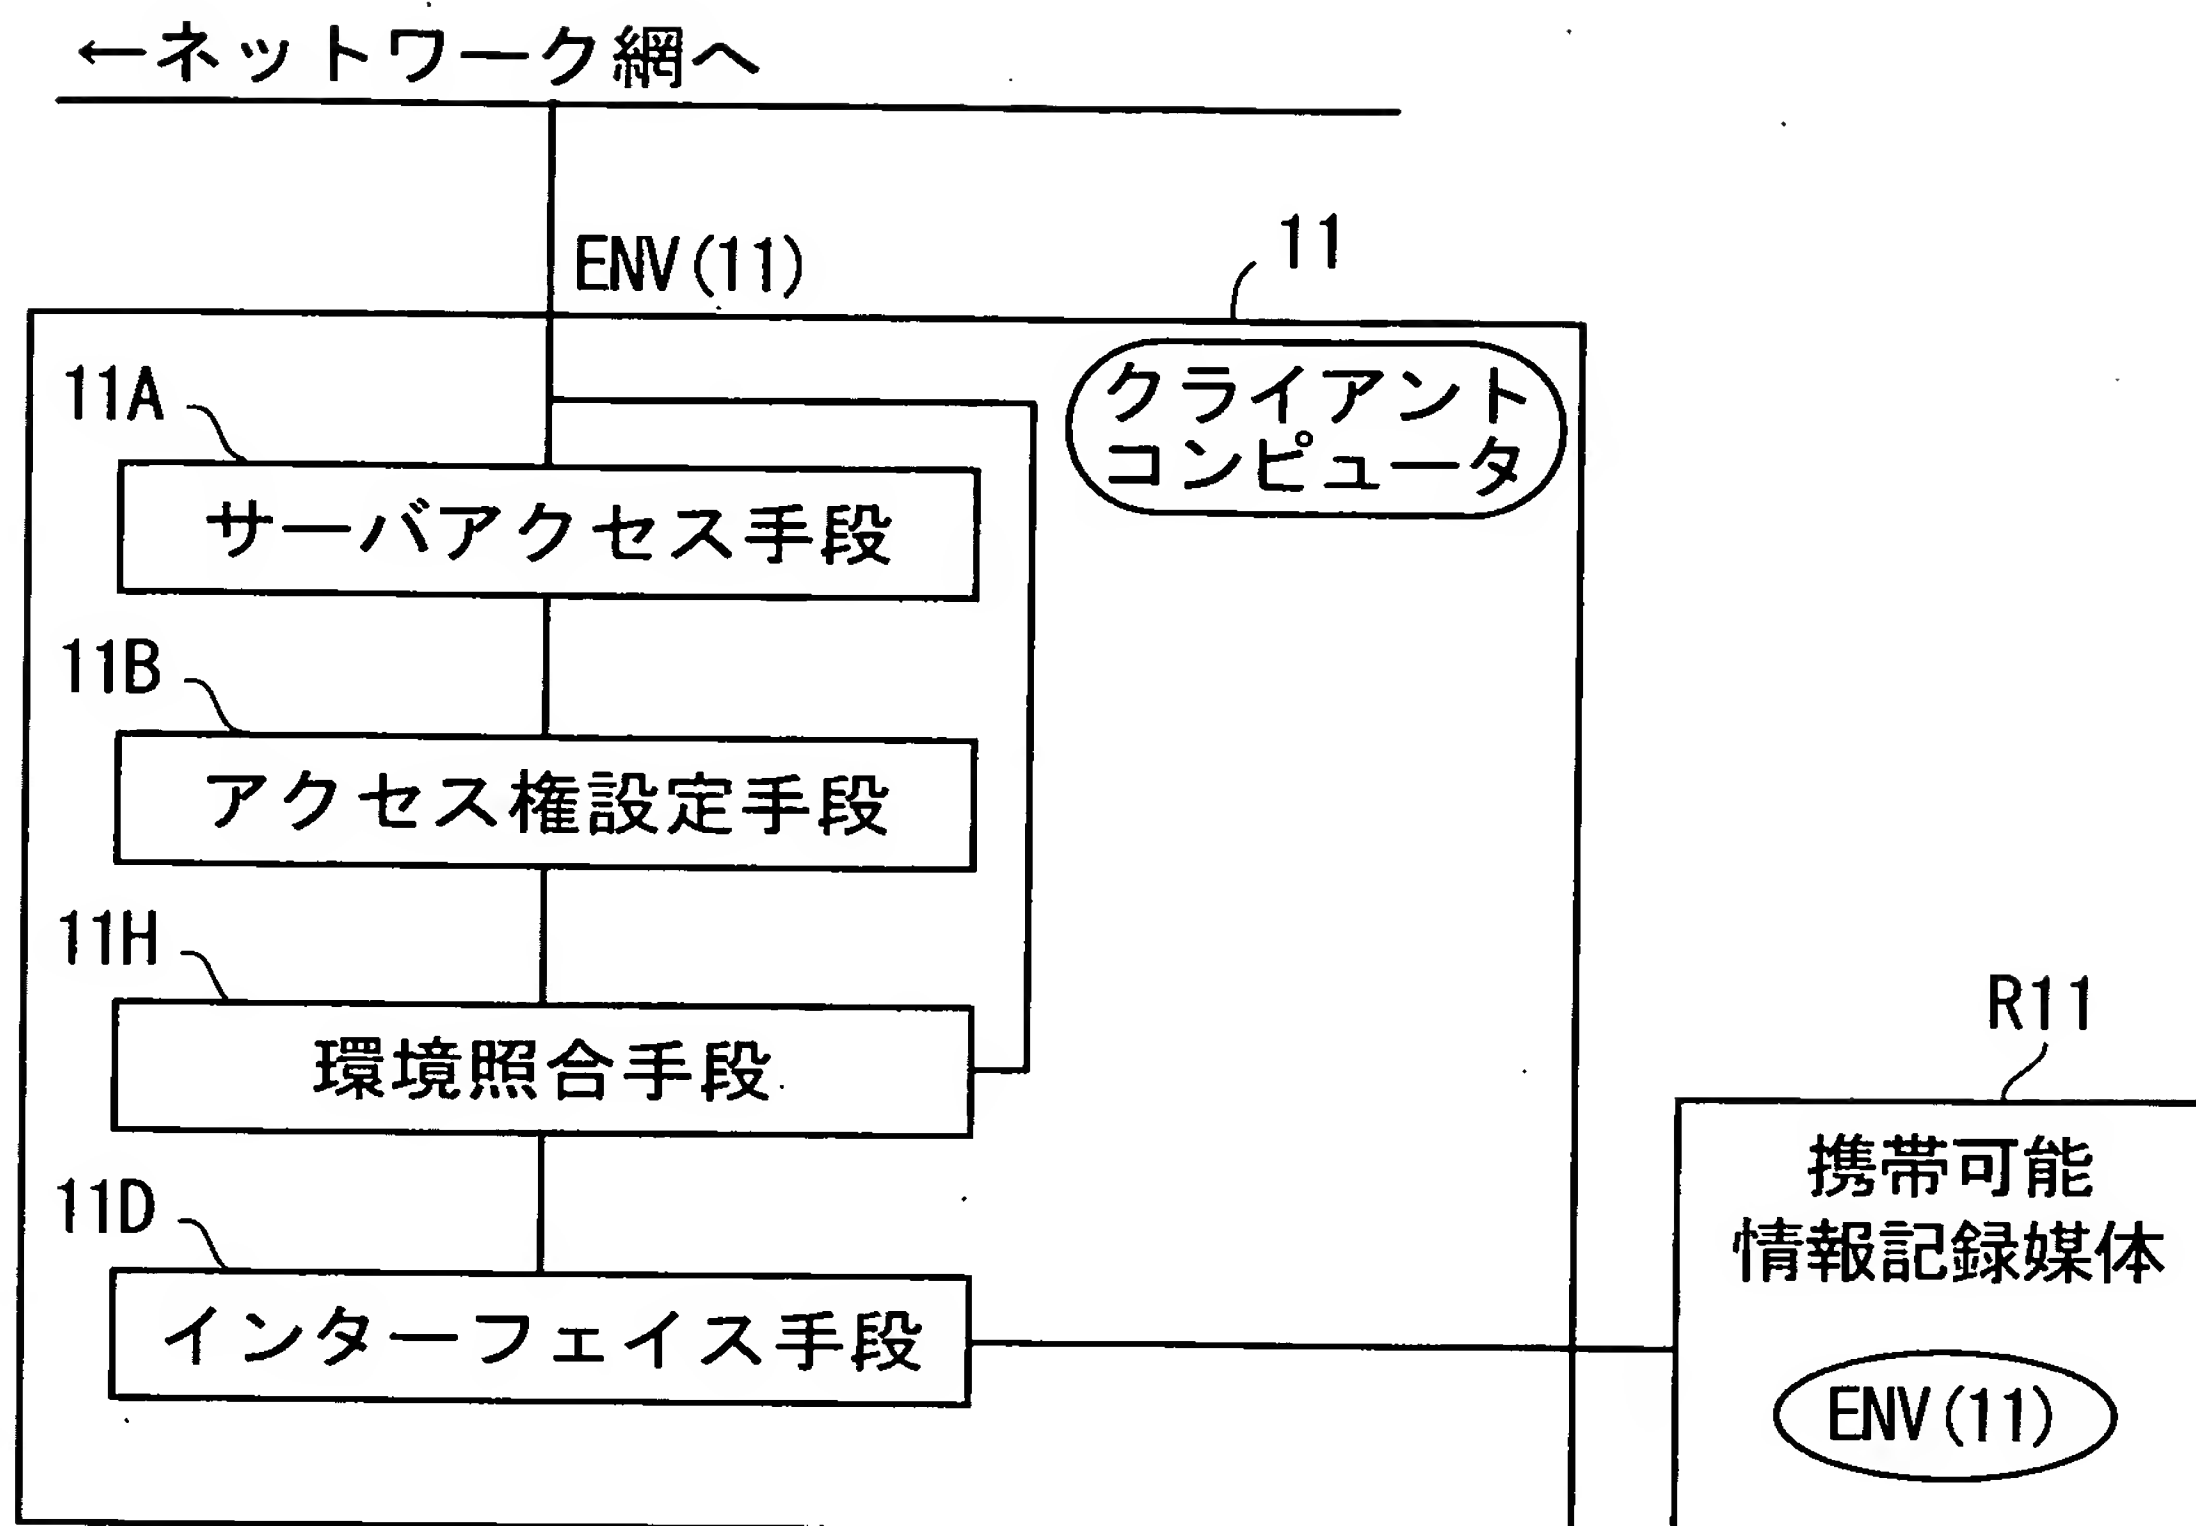 ←ネットワーク網へ
ENV(11)
11
クライアント
コンピュータ
11A
サーバアクセス手段
11B
アクセス権設定手段
11H
環境照合手段
11D
インターフェイス手段
R11
携帯可能
情報記録媒体
ENV(11)